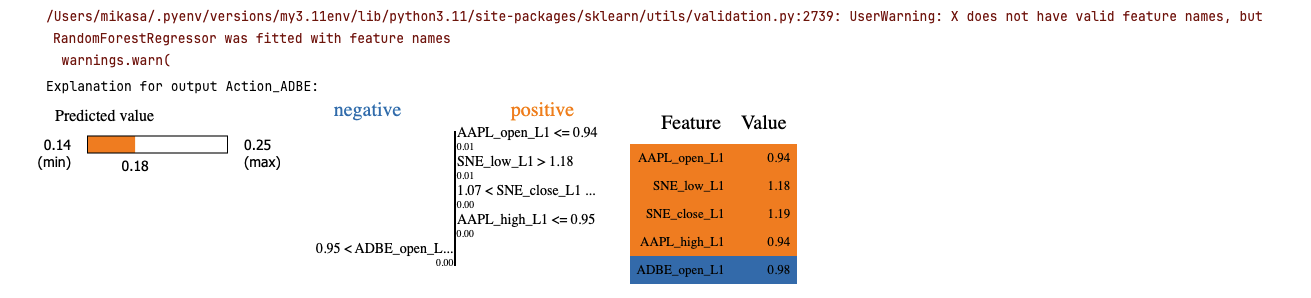 /Users/mikasa/.pyenv/versions/my3.11env/lib/python3.11/site-packages/sklearn/utils/validation.py:2739: UserWarning: X does not have valid feature names, but
RandomForestRegressor was fitted with feature names
warnings.warn(
Explanation for output Action_ADBE:
Predicted value
0.14
(min)
0.18
0.25
(max)
negative
positive
AAPL_open_L1 <= 0.94
0.01
SNE_low_L1 > 1.18
0.01
1.07 < SNE_close_L1 ...
0.00
AAPL_high_L1 <= 0.95
0.00
0.95 < ADBE_open_L...
0.00
Feature Value
AAPL_open_L1 0.94
SNE_low_L1 1.18
SNE_close_L1 1.19
AAPL_high_L1 0.94
ADBE_open_L1 0.98